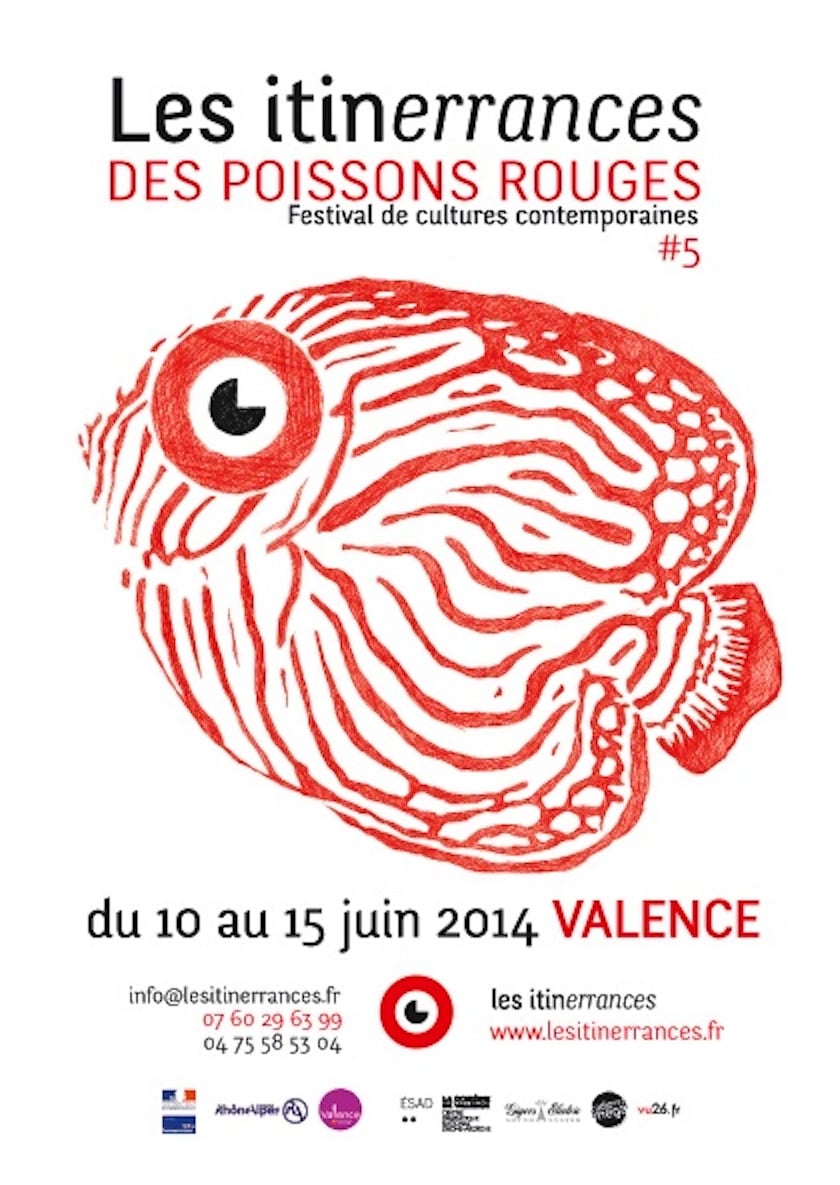 Les itinerrances
DES POISSONS ROUGES
Festival de cultures contemporaines
#5
du 10 au 15 juin 2014 VALENCE
info@lesitinerrances.fr
07 60 29 63 99
04 75 58 53 04
les itinerrances
www.lesitinerrances.fr
RhôneAlpes
valence
ÉSAD
LA COMÉDIE
vu26.fr